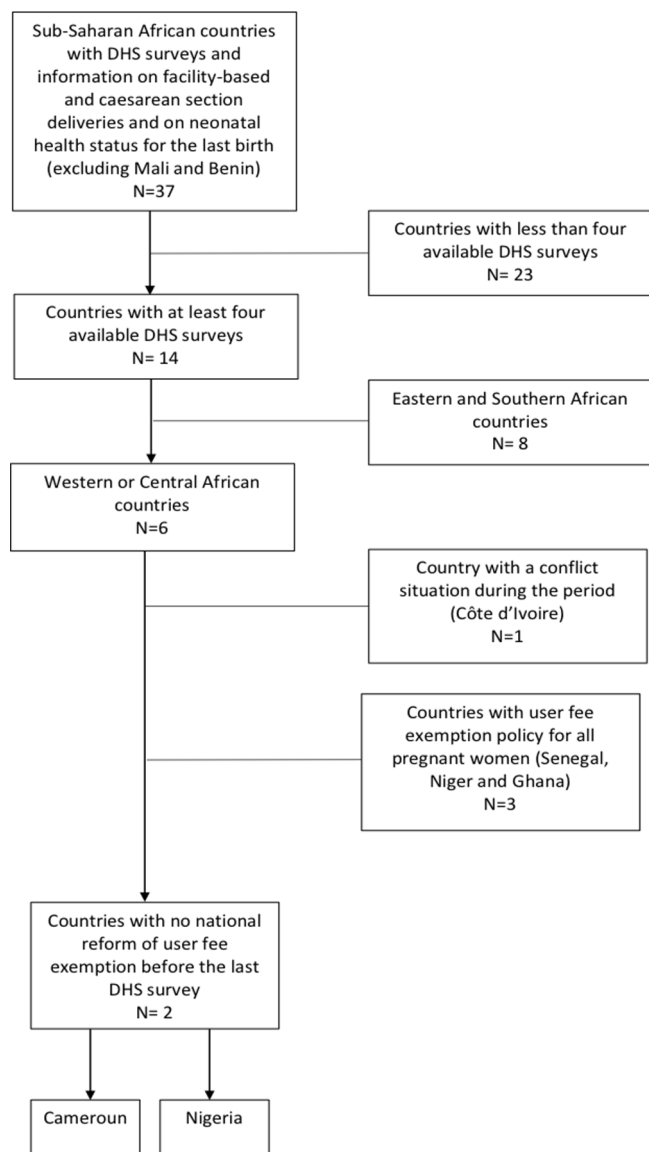 Sub-Saharan African countries
with DHS surveys and
information on facility-based
and caesarean section
deliveries and on neonatal
health status for the last birth
(excluding Mali and Benin)
N=37
Countries with less than four
available DHS surveys
N= 23
Countries with at least four
available DHS surveys
N= 14
Eastern and Southern African
countries
N= 8
Western or Central African
countries
N=6
Country with a conflict
situation during the period
(Côte d’Ivoire)
N=1
Countries with user fee
exemption policy for all
pregnant women (Senegal,
Niger and Ghana)
N=3
Countries with no national
reform of user fee
exemption before the last
DHS survey
N= 2
Cameroun
Nigeria